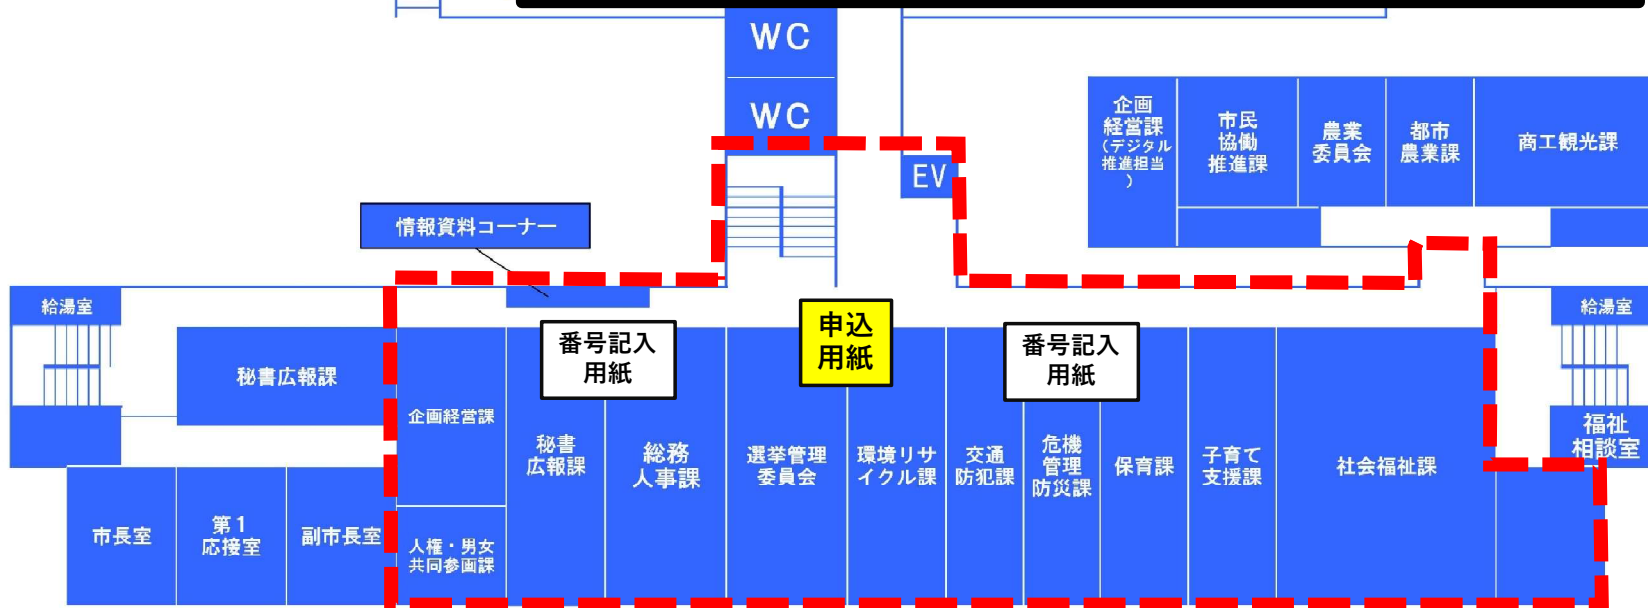 WC
WC
EV
企画
経営課
(デジタル
推進担当
)
市民
協働
推進課
農業
委員会
都市
農業課
商工観光課
情報資料コーナー
給湯室
秘書広報課
番号記入
用紙
申込
用紙
番号記入
用紙
給湯室
福祉
相談室
企画経営課
秘書
広報課
総務
人事課
選挙管理
委員会
環境リサ
イクル課
交通
防犯課
危機
管理
防災課
保育課
子育て
支援課
社会福祉課
市長室
第1
応接室
副市長室
人権・男女
共同参画課